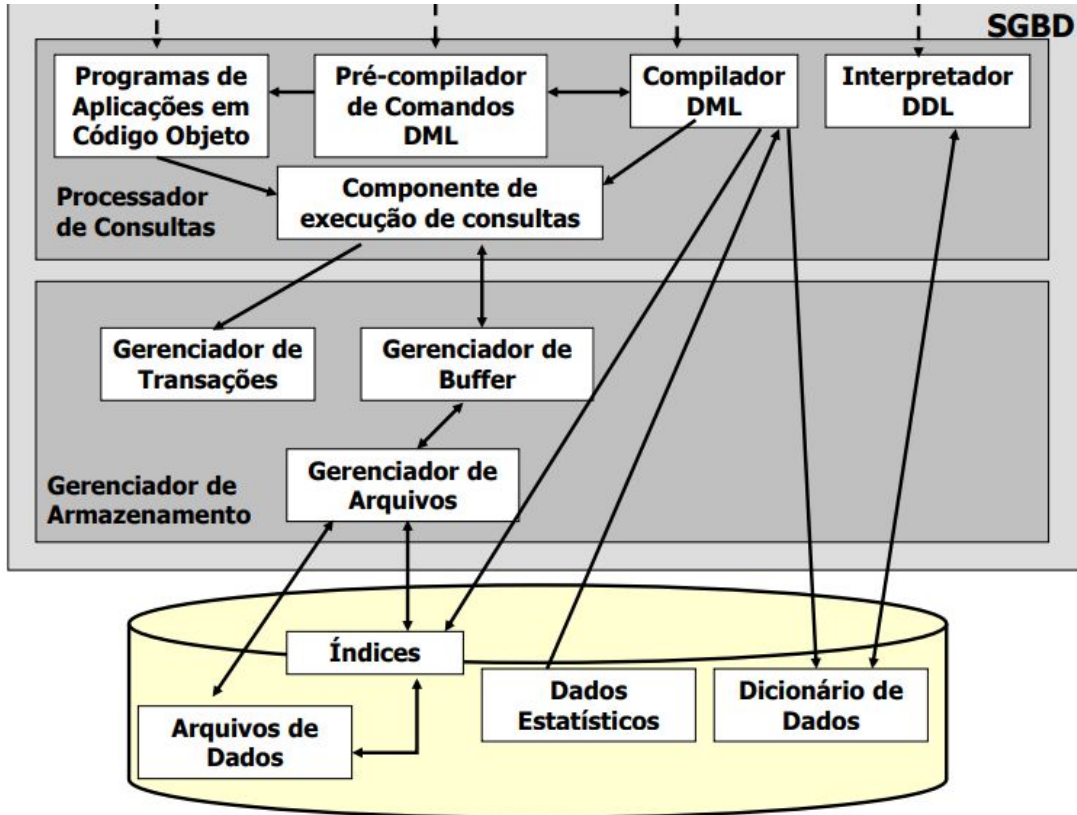 SGBD
Programas de
Aplicações em
Código Objeto
Pré-compilador
de Comandos
DML
Compilador
DML
Interpretador
DDL
Componente de
execução de consultas
Processador
de Consultas
Gerenciador de
Transações
Gerenciador de
Buffer
Gerenciador de
Arquivos
Gerenciador de
Armazenamento
Índices
Dados
Estatísticos
Dicionário de
Dados
Arquivos de
Dados